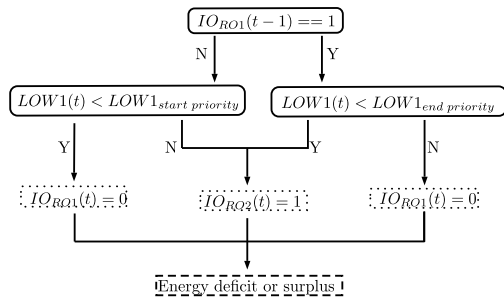 IO_{RO1}(t−1) == 1
N
Y
LOW1(t) < LOW1_{start priority}
LOW1(t) < LOW1_{end priority}
Y
N
Y
N
IO_{RO1}(t) = 0
IO_{RO2}(t) = 1
IO_{RO1}(t) = 0
Energy deficit or surplus